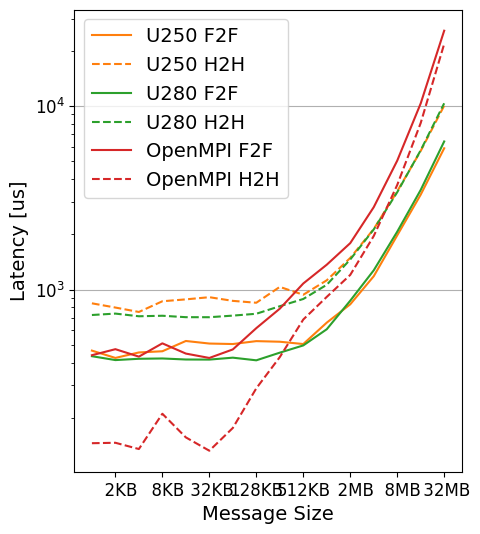 U250 F2F
U250 H2H
U280 F2F
U280 H2H
OpenMPI F2F
OpenMPI H2H
10⁴
10³
Latency [us]
2KB 8KB 32KB 128KB 512KB 2MB 8MB 32MB
Message Size